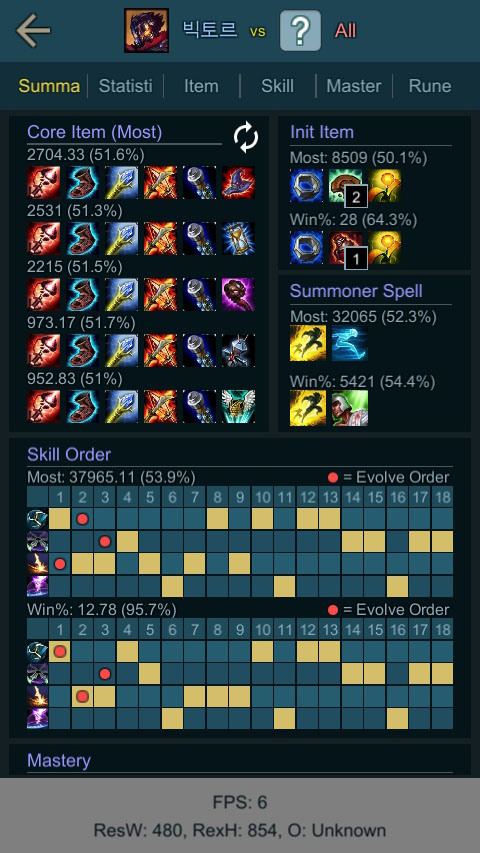 빅토르 vs ? All
Summa Statisti Item Skill Master Rune
Core Item (Most)
2704.33 (51.6%)
2531 (51.3%)
2215 (51.5%)
973.17 (51.7%)
952.83 (51%)
Init Item
Most: 8509 (50.1%)
2
Win%: 28 (64.3%)
1
Summoner Spell
Most: 32065 (52.3%)
Win%: 5421 (54.4%)
Skill Order
Most: 37965.11 (53.9%) = Evolve Order
1 2 3 4 5 6 7 8 9 10 11 12 13 14 15 16 17 18
Win%: 12.78 (95.7%) = Evolve Order
1 2 3 4 5 6 7 8 9 10 11 12 13 14 15 16 17 18
Mastery
FPS: 6
ResW: 480, RexH: 854, O: Unknown